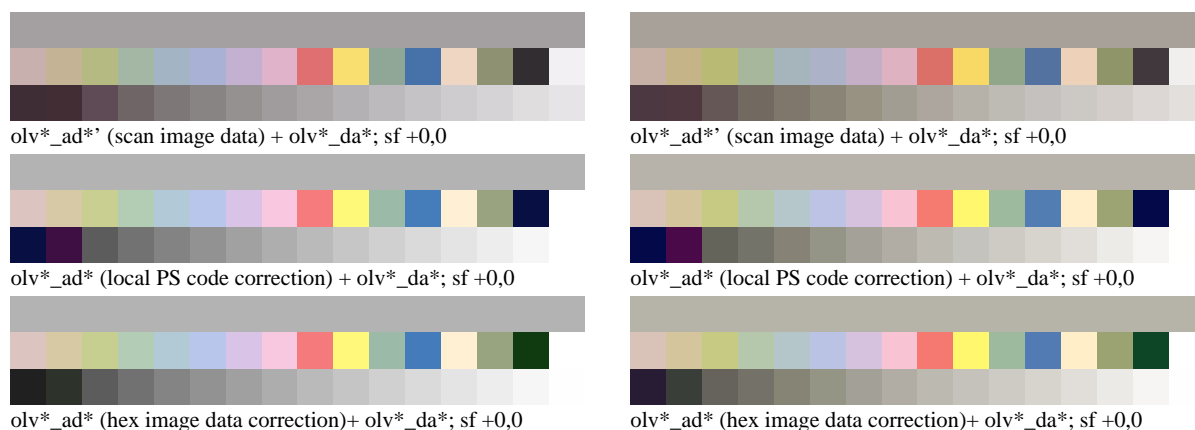 olv*_ad*’ (scan image data) + olv*_da*; sf +0,0
olv*_ad*’ (scan image data) + olv*_da*; sf +0,0
olv*_ad* (local PS code correction) + olv*_da*; sf +0,0
olv*_ad* (local PS code correction) + olv*_da*; sf +0,0
olv*_ad* (hex image data correction)+ olv*_da*; sf +0,0
olv*_ad* (hex image data correction)+ olv*_da*; sf +0,0